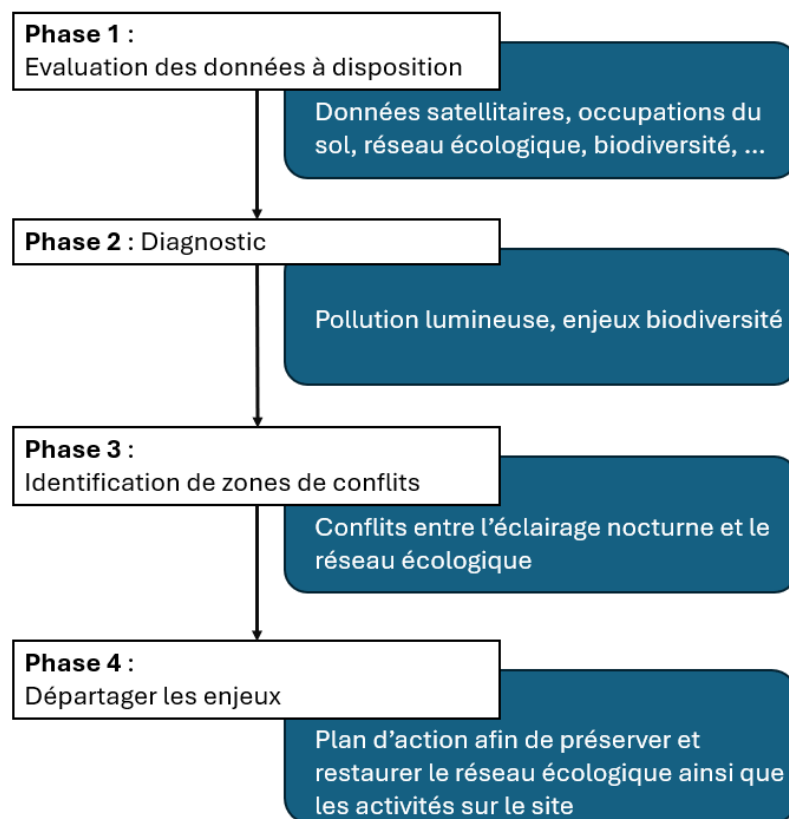 Phase 1 :
Evaluation des données à disposition
Données satellitaires, occupations du
sol, réseau écologique, biodiversité, ...
Phase 2 : Diagnostic
Pollution lumineuse, enjeux biodiversité
Phase 3 :
Identification de zones de conflits
Conflits entre l’éclairage nocturne et le
réseau écologique
Phase 4 :
Départager les enjeux
Plan d’action afin de préserver et
restaurer le réseau écologique ainsi que
les activités sur le site